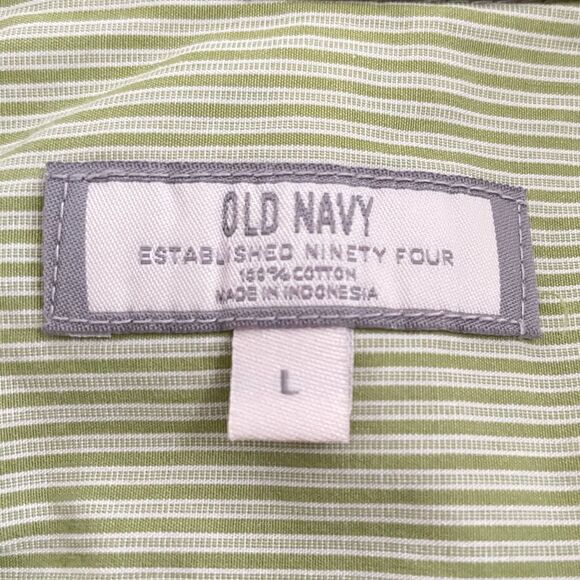 OLD NAVY
ESTABLISHED NINETY FOUR
100% COTTON
MADE IN INDONESIA
L